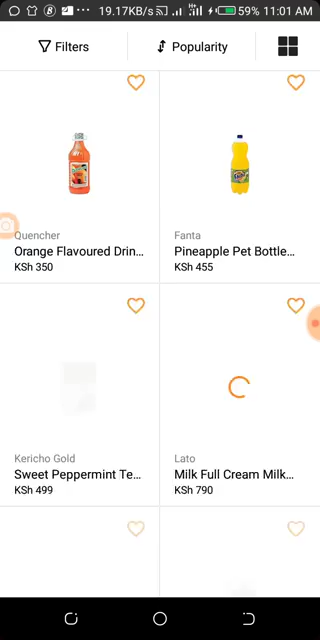 19.17KB/s 59% 11:01 AM
Filters Popularity
Quencher
Orange Flavoured Drin...
KSh 350
Fanta
Pineapple Pet Bottle...
KSh 455
Kericho Gold
Sweet Peppermint Te...
KSh 499
Lato
Milk Full Cream Milk...
KSh 790